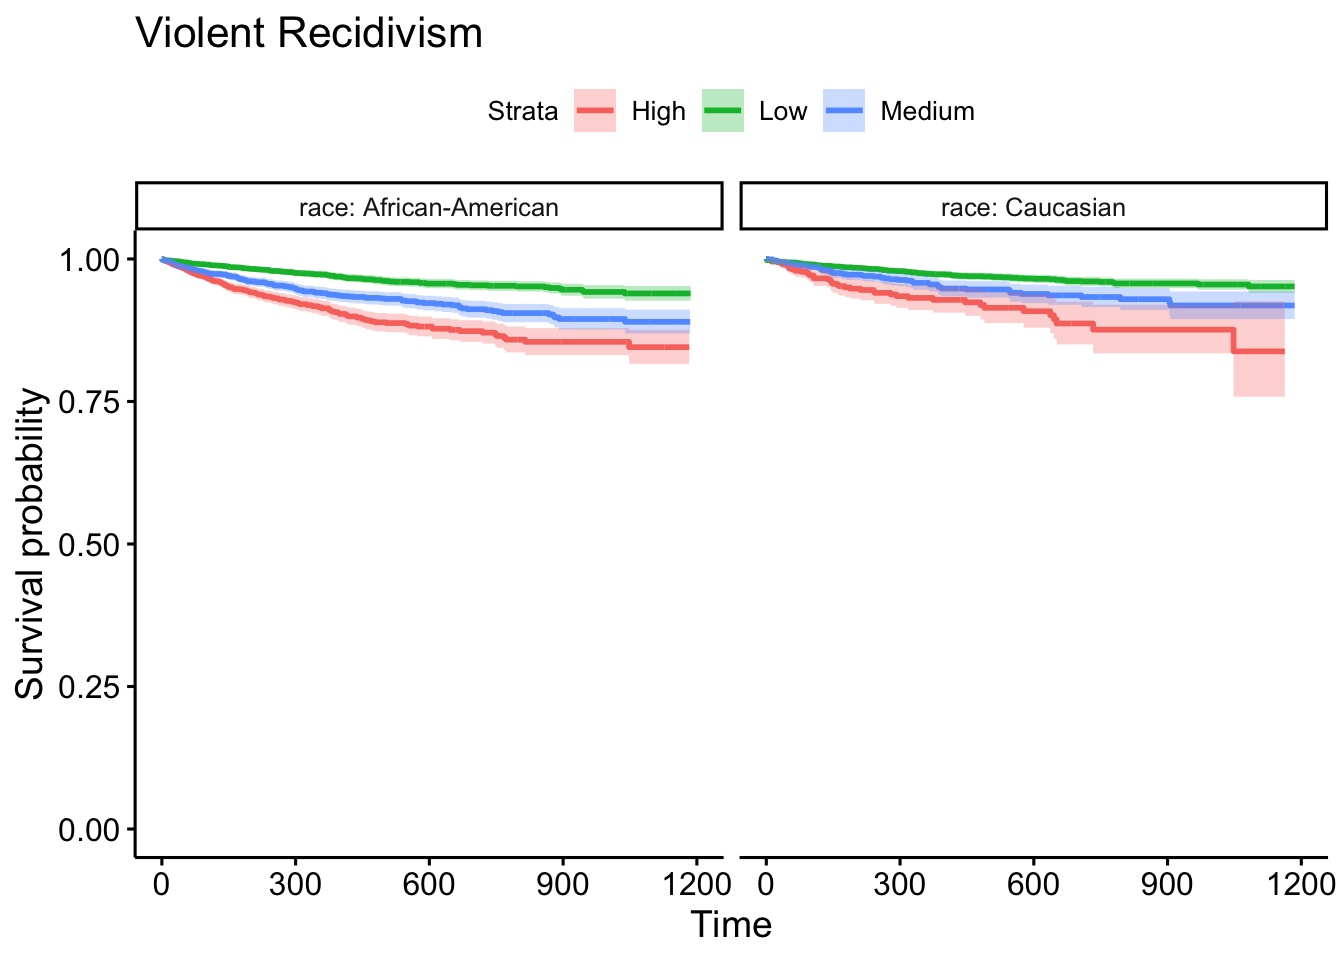 Violent Recidivism
Strata High Low Medium
race: African-American
race: Caucasian
Survival probability
1.00
0.75
0.50
0.25
0.00
0 300 600 900 1200
0 300 600 900 1200
Time